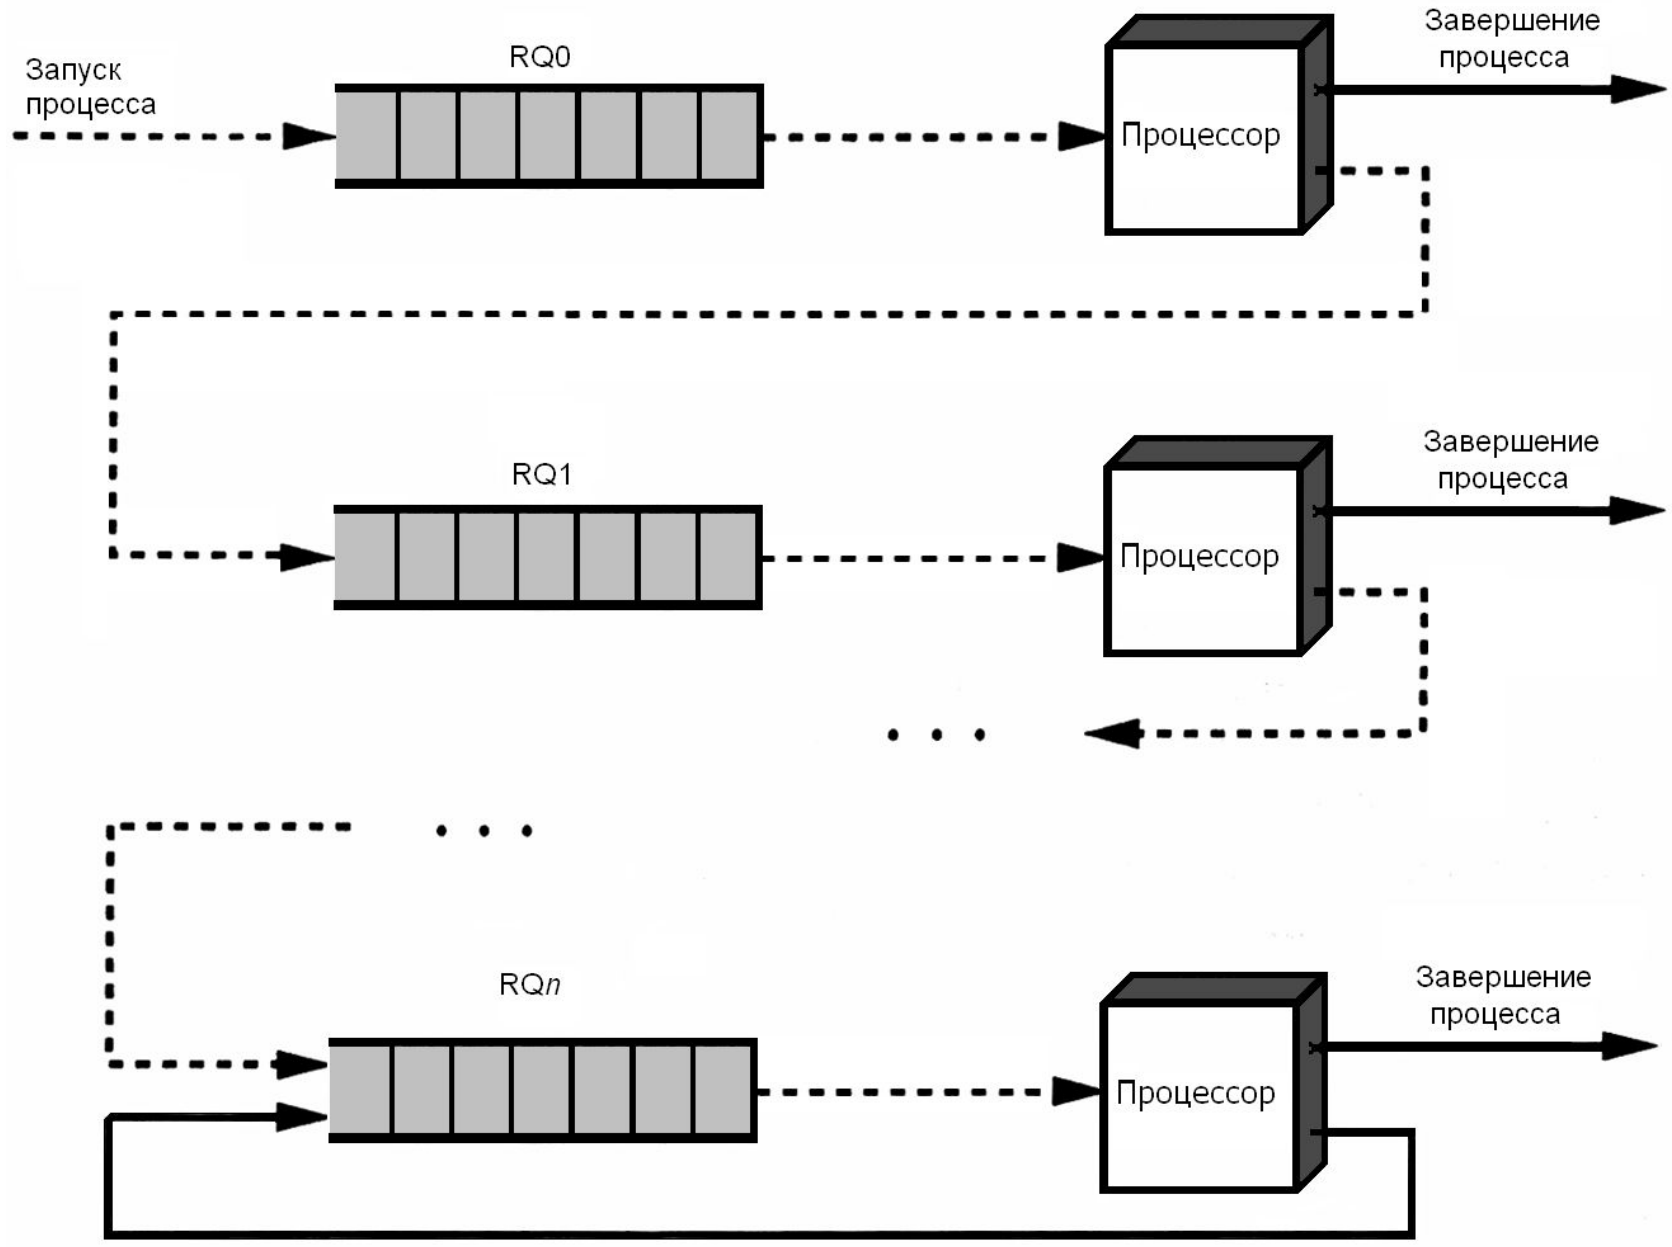 Запуск
процесса
RQ0
Процессор
Завершение
процесса
RQ1
Процессор
Завершение
процесса
. . .
. . .
RQn
Процессор
Завершение
процесса